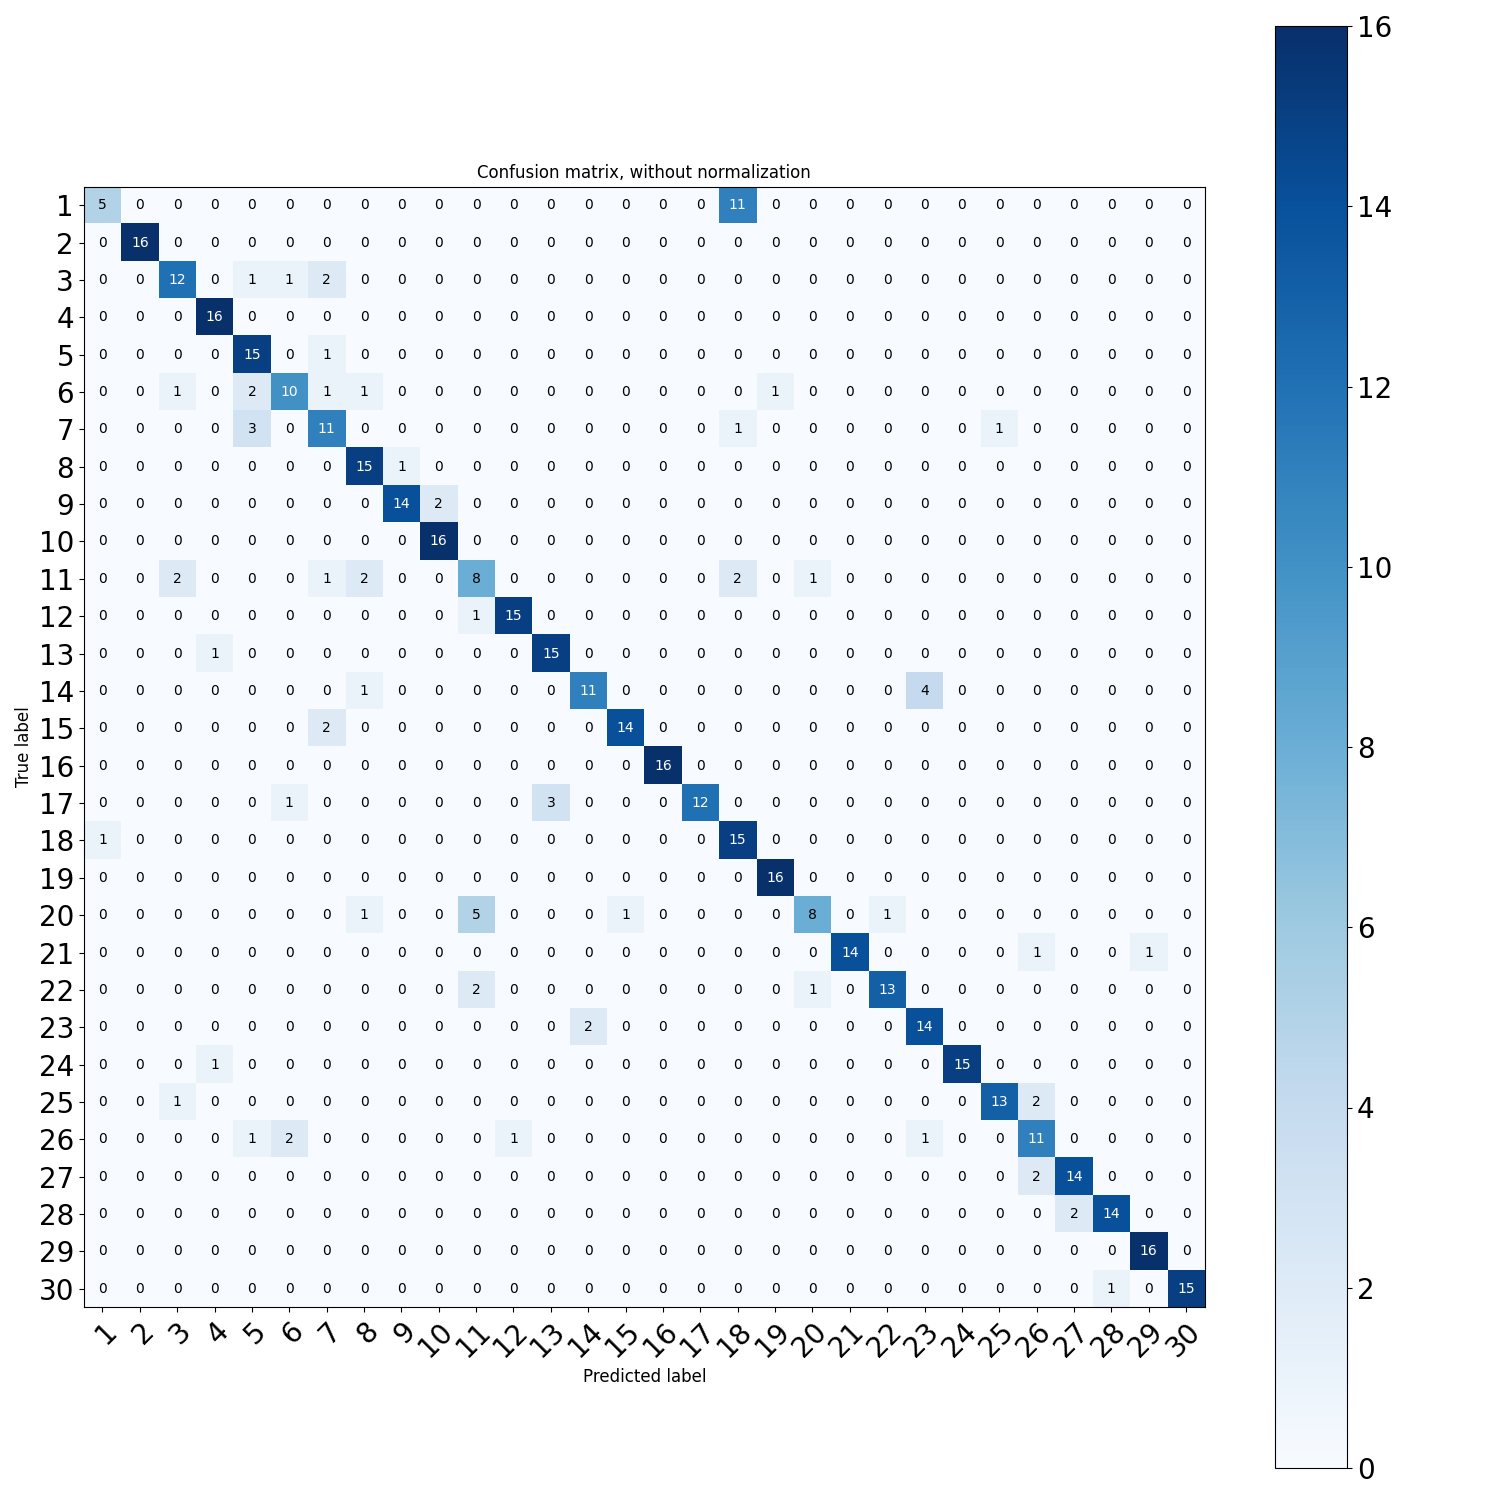 Confusion matrix, without normalization
1 5 0 0 0 0 0 0 0 0 0 0 0 0 0 0 0 0 11 0 0 0 0 0 0 0 0 0 0 0 0
2 0 16 0 0 0 0 0 0 0 0 0 0 0 0 0 0 0 0 0 0 0 0 0 0 0 0 0 0 0 0
3 0 0 12 0 1 1 2 0 0 0 0 0 0 0 0 0 0 0 0 0 0 0 0 0 0 0 0 0 0 0
4 0 0 0 16 0 0 0 0 0 0 0 0 0 0 0 0 0 0 0 0 0 0 0 0 0 0 0 0 0 0
5 0 0 0 0 15 0 1 0 0 0 0 0 0 0 0 0 0 0 0 0 0 0 0 0 0 0 0 0 0 0
6 0 0 1 0 2 10 1 1 0 0 0 0 0 0 0 0 0 0 1 0 0 0 0 0 0 0 0 0 0 0
7 0 0 0 0 3 0 11 0 0 0 0 0 0 0 0 0 0 1 0 0 0 0 0 0 1 0 0 0 0 0
8 0 0 0 0 0 0 0 15 1 0 0 0 0 0 0 0 0 0 0 0 0 0 0 0 0 0 0 0 0 0
9 0 0 0 0 0 0 0 0 14 2 0 0 0 0 0 0 0 0 0 0 0 0 0 0 0 0 0 0 0 0
10 0 0 0 0 0 0 0 0 0 16 0 0 0 0 0 0 0 0 0 0 0 0 0 0 0 0 0 0 0 0
11 0 0 2 0 0 0 1 2 0 0 8 0 0 0 0 0 0 2 0 1 0 0 0 0 0 0 0 0 0 0
12 0 0 0 0 0 0 0 0 0 0 1 15 0 0 0 0 0 0 0 0 0 0 0 0 0 0 0 0 0 0
13 0 0 0 1 0 0 0 0 0 0 0 0 15 0 0 0 0 0 0 0 0 0 0 0 0 0 0 0 0 0
14 0 0 0 0 0 0 0 1 0 0 0 0 0 11 0 0 0 0 0 0 0 0 4 0 0 0 0 0 0 0
15 0 0 0 0 0 0 2 0 0 0 0 0 0 0 14 0 0 0 0 0 0 0 0 0 0 0 0 0 0 0
16 0 0 0 0 0 0 0 0 0 0 0 0 0 0 0 16 0 0 0 0 0 0 0 0 0 0 0 0 0 0
17 0 0 0 0 0 1 0 0 0 0 0 0 3 0 0 0 12 0 0 0 0 0 0 0 0 0 0 0 0 0
18 1 0 0 0 0 0 0 0 0 0 0 0 0 0 0 0 0 15 0 0 0 0 0 0 0 0 0 0 0 0
19 0 0 0 0 0 0 0 0 0 0 0 0 0 0 0 0 0 0 16 0 0 0 0 0 0 0 0 0 0 0
20 0 0 0 0 0 0 0 1 0 0 5 0 0 0 1 0 0 0 0 8 0 1 0 0 0 0 0 0 0 0
21 0 0 0 0 0 0 0 0 0 0 0 0 0 0 0 0 0 0 0 0 14 0 0 0 0 1 0 0 1 0
22 0 0 0 0 0 0 0 0 0 0 2 0 0 0 0 0 0 0 0 1 0 13 0 0 0 0 0 0 0 0
23 0 0 0 0 0 0 0 0 0 0 0 0 0 2 0 0 0 0 0 0 0 0 14 0 0 0 0 0 0 0
24 0 0 0 1 0 0 0 0 0 0 0 0 0 0 0 0 0 0 0 0 0 0 0 15 0 0 0 0 0 0
25 0 0 1 0 0 0 0 0 0 0 0 0 0 0 0 0 0 0 0 0 0 0 0 0 13 2 0 0 0 0
26 0 0 0 0 1 2 0 0 0 0 0 1 0 0 0 0 0 0 0 0 0 0 1 0 0 11 0 0 0 0
27 0 0 0 0 0 0 0 0 0 0 0 0 0 0 0 0 0 0 0 0 0 0 0 0 0 2 14 0 0 0
28 0 0 0 0 0 0 0 0 0 0 0 0 0 0 0 0 0 0 0 0 0 0 0 0 0 0 2 14 0 0
29 0 0 0 0 0 0 0 0 0 0 0 0 0 0 0 0 0 0 0 0 0 0 0 0 0 0 0 0 16 0
30 0 0 0 0 0 0 0 0 0 0 0 0 0 0 0 0 0 0 0 0 0 0 0 0 0 0 0 1 0 15
1 2 3 4 5 6 7 8 9 10 11 12 13 14 15 16 17 18 19 20 21 22 23 24 25 26 27 28 29 30
Predicted label
True label
16
14
12
10
8
6
4
2
0